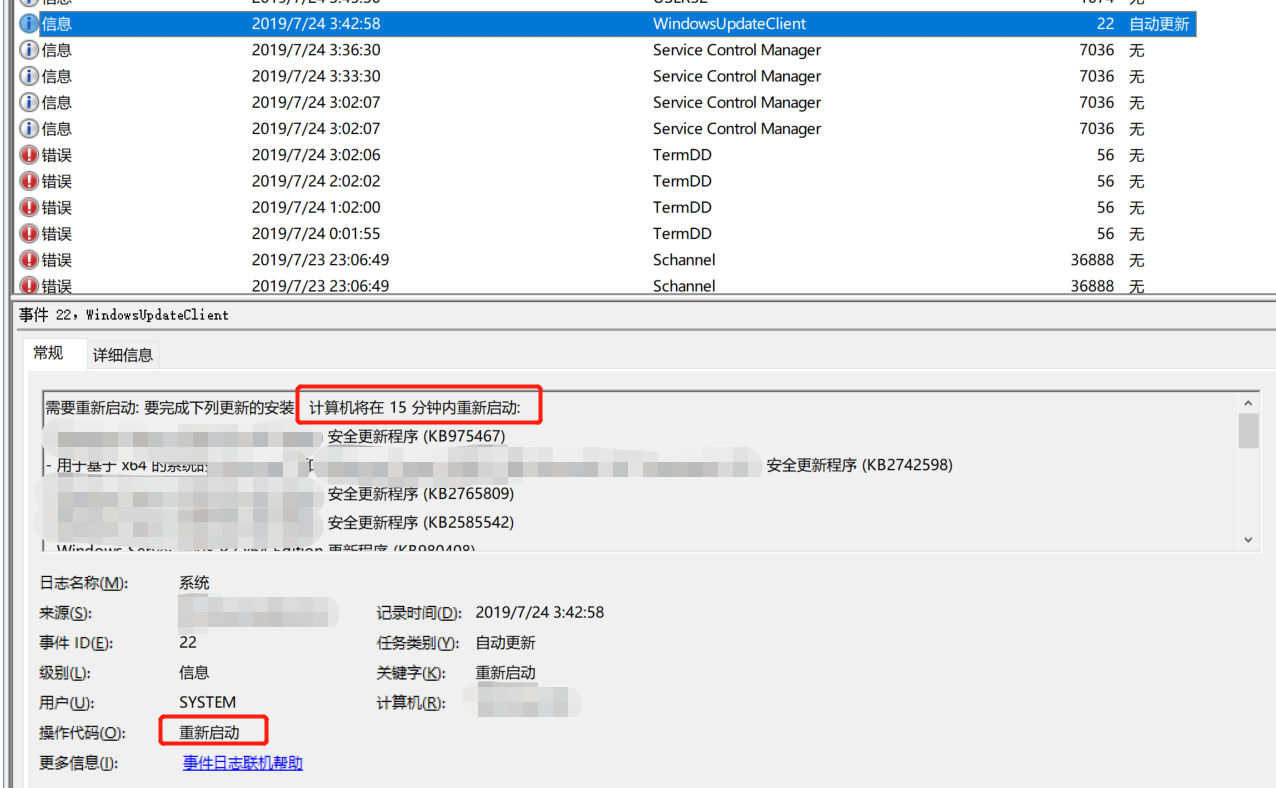 信息 2019/7/24 3:42:58 WindowsUpdateClient 22 自动更新
信息 2019/7/24 3:36:30 Service Control Manager 7036 无
信息 2019/7/24 3:33:30 Service Control Manager 7036 无
信息 2019/7/24 3:02:07 Service Control Manager 7036 无
信息 2019/7/24 3:02:07 Service Control Manager 7036 无
错误 2019/7/24 3:02:06 TermDD 56 无
错误 2019/7/24 2:02:02 TermDD 56 无
错误 2019/7/24 1:02:00 TermDD 56 无
错误 2019/7/24 0:01:55 TermDD 56 无
错误 2019/7/23 23:06:49 Schannel 36888 无
错误 2019/7/23 23:06:49 Schannel 36888 无
事件 22，WindowsUpdateClient
常规 详细信息
需要重新启动: 要完成下列更新的安装 计算机将在 15 分钟内重新启动:
安全更新程序 (KB975467)
- 用于基于 x64 的系统的 安全更新程序 (KB2742598)
安全更新程序 (KB2765809)
安全更新程序 (KB2585542)
x64 Edition 更新程序 (KB980408)
日志名称(M): 系统
来源(S): 记录时间(D): 2019/7/24 3:42:58
事件 ID(E): 22 任务类别(Y): 自动更新
级别(L): 信息 关键字(K): 重新启动
用户(U): SYSTEM 计算机(R):
操作代码(O): 重新启动
更多信息(I): 事件日志联机帮助